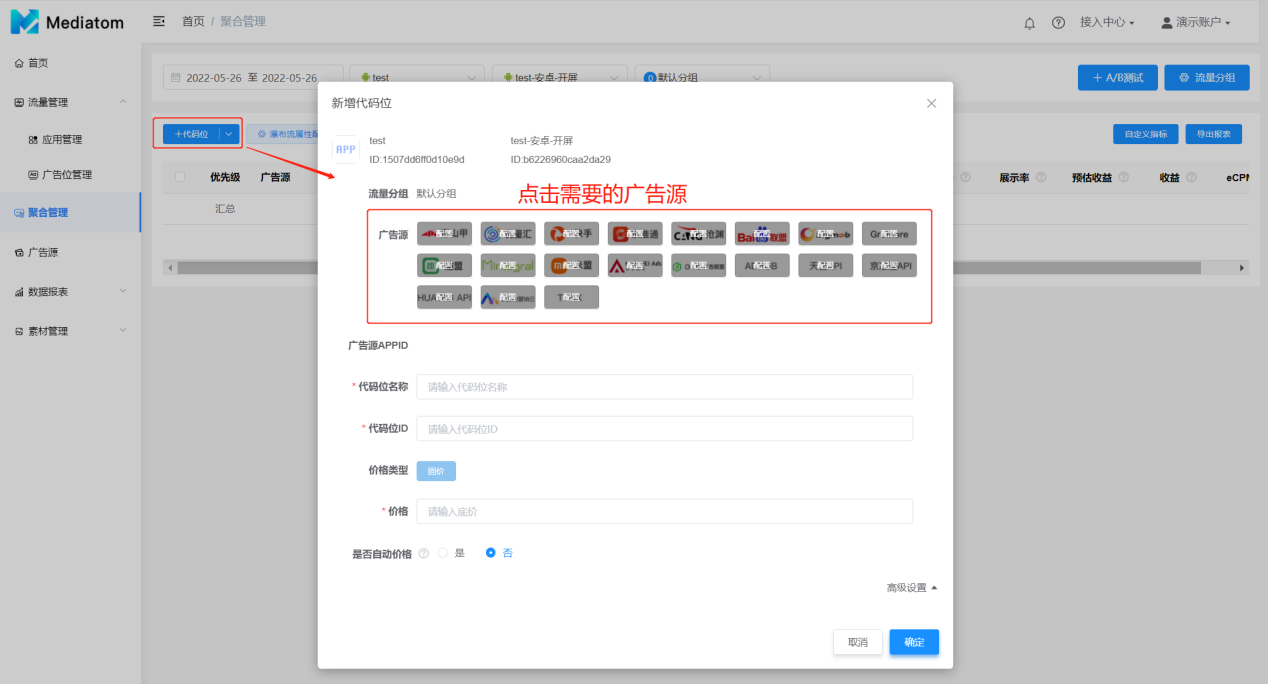 Mediatom
首页 / 聚合管理
接入中心
演示账户
首页
流量管理
应用管理
广告位管理
聚合管理
广告源
数据报表
素材管理
2022-05-26 至 2022-05-26
test
test-安卓-开屏
默认分组
A/B测试
流量分组
+代码位
瀑布流属性配
自定义指标
导出报表
优先级
广告源
展示率
预估收益
收益
eCPM
汇总
新增代码位
APP
test
ID:1507dd6ff0d10e9d
test-安卓-开屏
ID:b6226960caa2da29
流量分组 默认分组
点击需要的广告源
广告源
配置 配置 配置 配置 配置 配置 配置 配置
配置 配置 配置 配置 配置 配置 配置 配置
配置 配置 配置
广告源APPID
* 代码位名称 请输入代码位名称
* 代码位ID 请输入代码位ID
价格类型 固价
* 价格 请输入底价
是否自动价格 是 否
高级设置
取消 确定